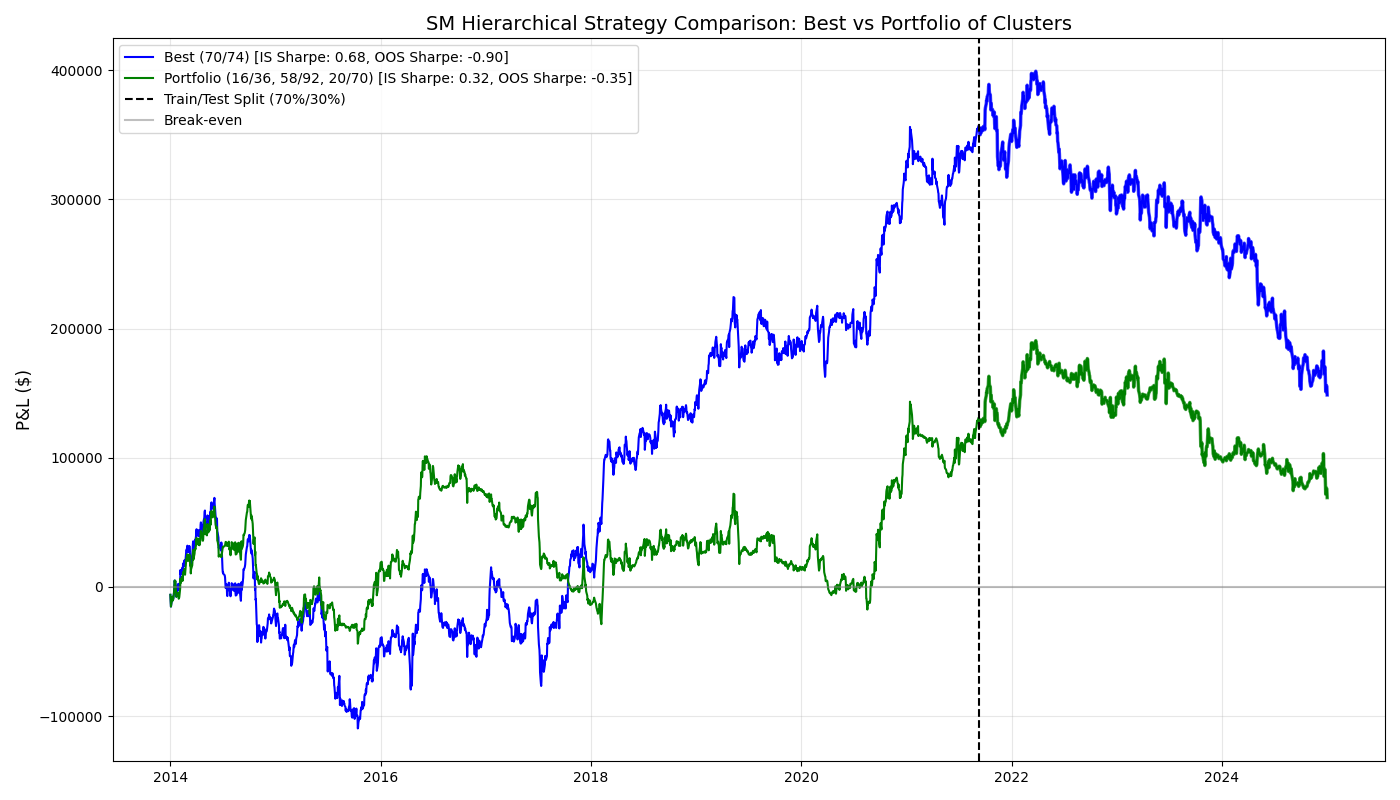 SM Hierarchical Strategy Comparison: Best vs Portfolio of Clusters
Best (70/74) [IS Sharpe: 0.68, OOS Sharpe: -0.90]
Portfolio (16/36, 58/92, 20/70) [IS Sharpe: 0.32, OOS Sharpe: -0.35]
Train/Test Split (70%/30%)
Break-even
P&L ($)
400000
300000
200000
100000
0
−100000
2014
2016
2018
2020
2022
2024